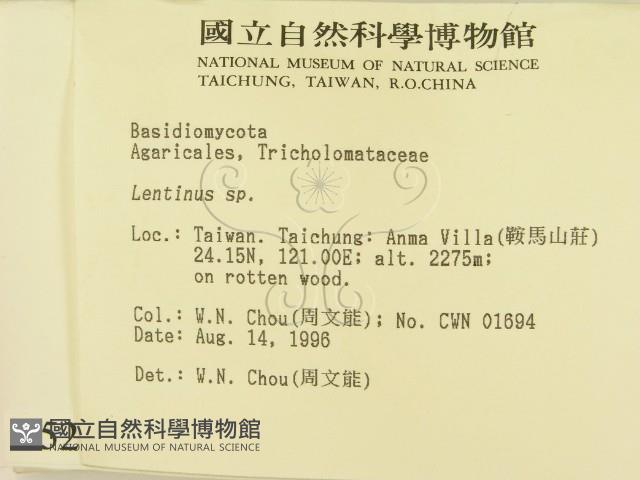 國立自然科學博物館
NATIONAL MUSEUM OF NATURAL SCIENCE
TAICHUNG, TAIWAN, R.O.CHINA
Basidiomycota
Agaricales, Tricholomataceae
Lentinus sp.
Loc.: Taiwan. Taichung: Anma Villa(鞍馬山莊)
24.15N, 121.00E; alt. 2275m;
on rotten wood.
Col.: W.N. Chou(周文能); No. CWN 01694
Date: Aug. 14, 1996
Det.: W.N. Chou(周文能)
國立自然科學博物館
NATIONAL MUSEUM OF NATURAL SCIENCE